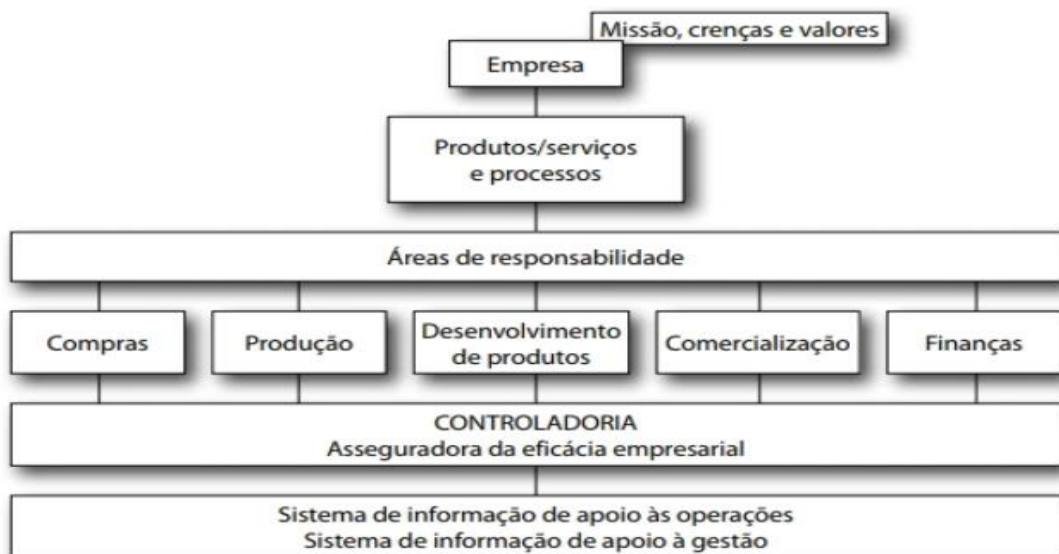 Missão, crenças e valores
Empresa
Produtos/serviços
e processos
Áreas de responsabilidade
Compras
Produção
Desenvolvimento
de produtos
Comercialização
Finanças
CONTROLADORIA
Asseguradora da eficácia empresarial
Sistema de informação de apoio às operações
Sistema de informação de apoio à gestão